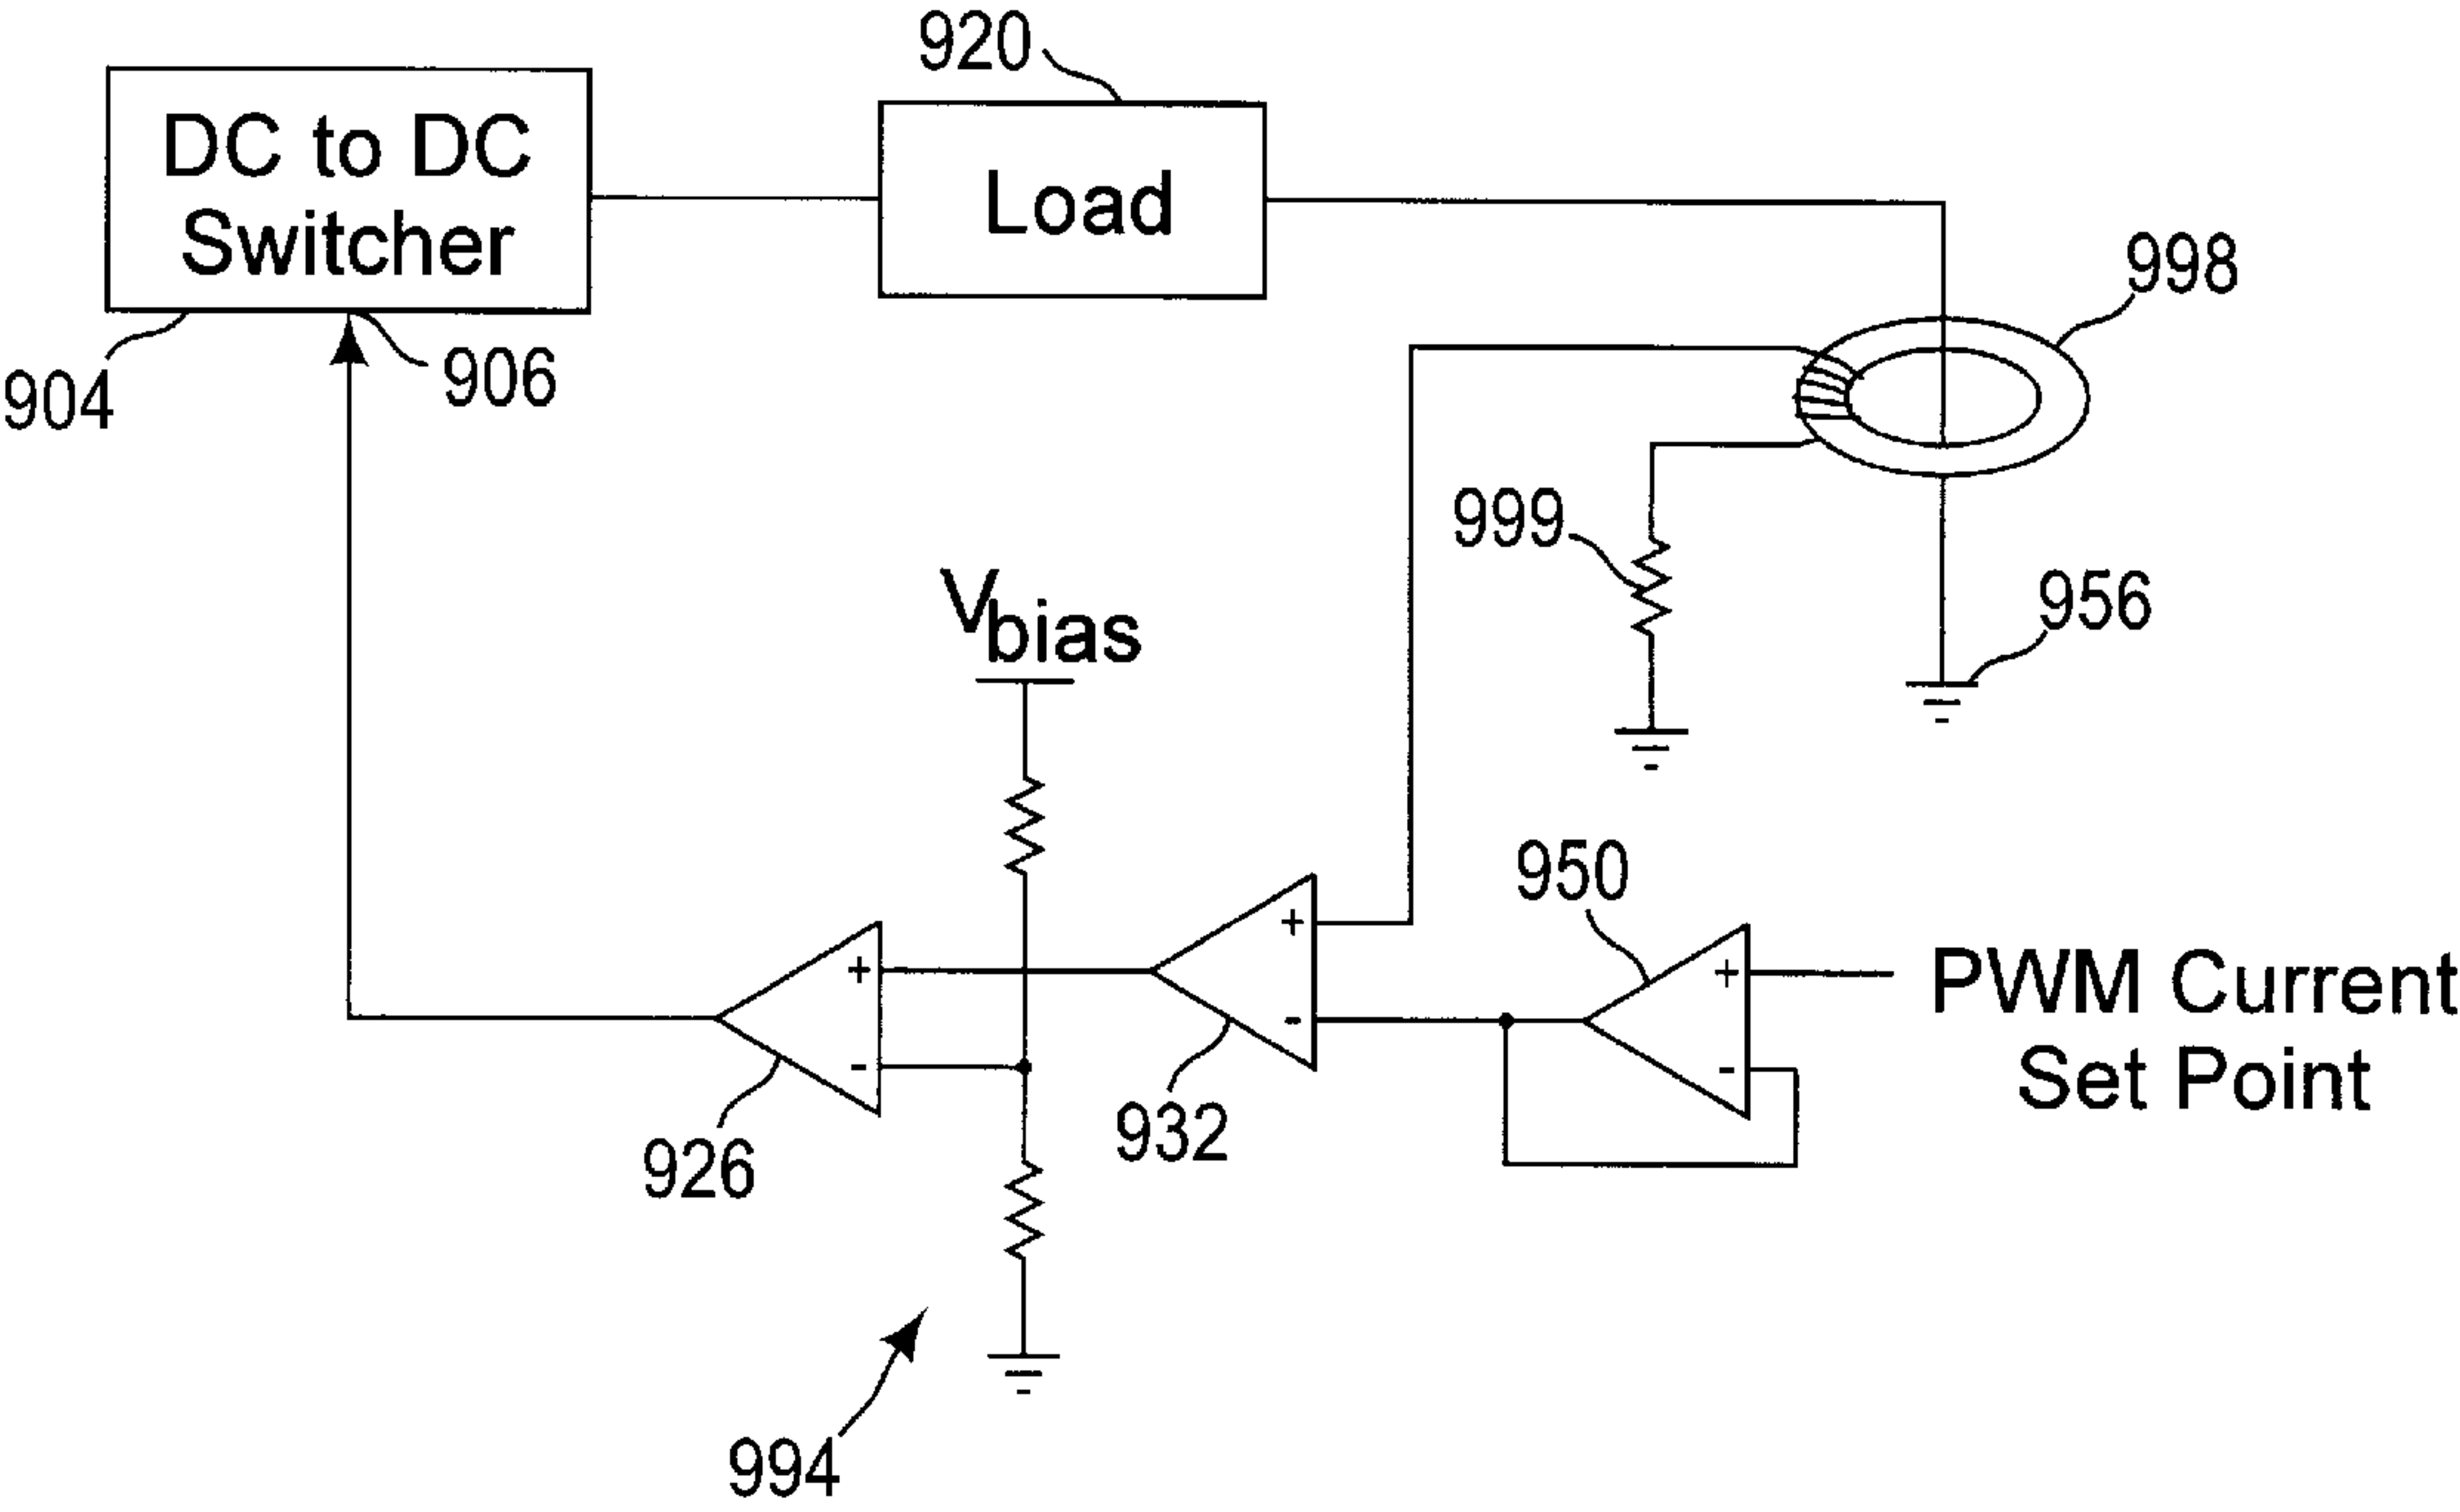 920
DC to DC
Switcher
Load
998
904
906
999
956
Vbias
950
+
+
+
PWM Current
Set Point
-
-
-
926
932
994